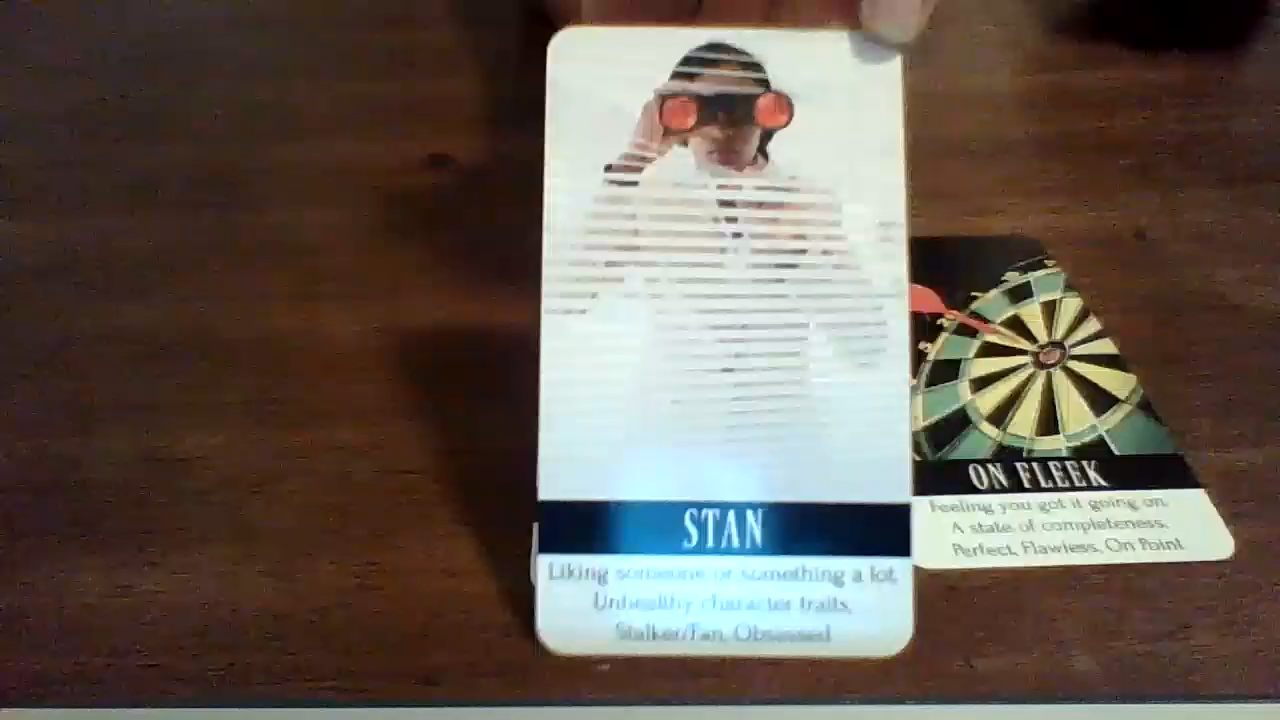 STAN
Liking someone or something a lot.
Unhealthy character traits.
Stalker/Fan, Obsessed
ON FLEEK
Feeling you got it going on.
A state of completeness.
Perfect, Flawless, On Point